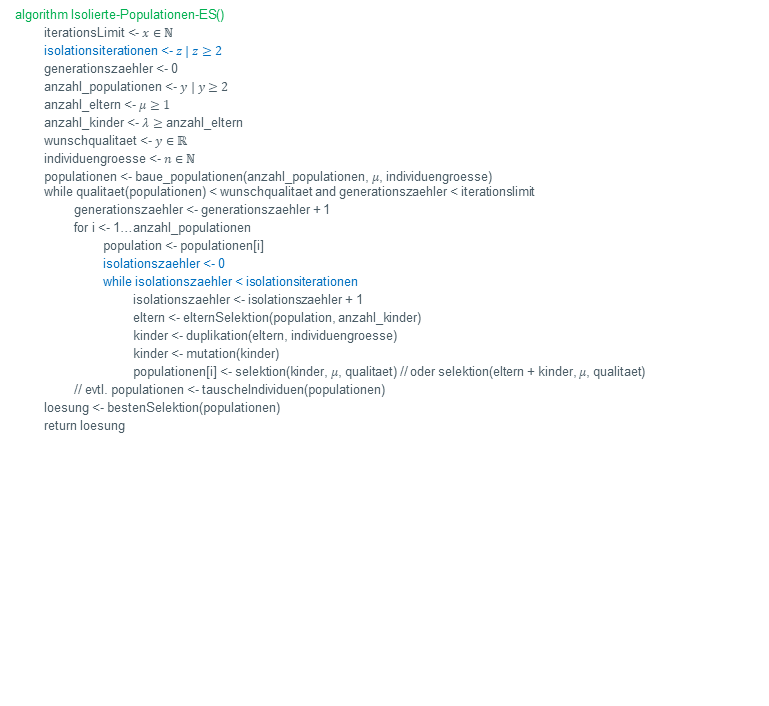 algorithm Isolierte-Populationen-ES()
iterationsLimit <- x ∈ ℕ
isolationsiterationen <- z | z ≥ 2
generationszaehler <- 0
anzahl_populationen <- y | y ≥ 2
anzahl_eltern <- μ ≥ 1
anzahl_kinder <- λ ≥ anzahl_eltern
wunschqualitaet <- y ∈ ℝ
individuengroesse <- n ∈ ℕ
populationen <- baue_populationen(anzahl_populationen, μ, individuengroesse)
while qualitaet(populationen) < wunschqualitaet and generationszaehler < iterationslimit
generationszaehler <- generationszaehler + 1
for i <- 1…anzahl_populationen
population <- populationen[i]
isolationszaehler <- 0
while isolationszaehler < isolationsiterationen
isolationszaehler <- isolationszaehler + 1
eltern <- elternSelektion(population, anzahl_kinder)
kinder <- duplikation(eltern, individuengroesse)
kinder <- mutation(kinder)
populationen[i] <- selektion(kinder, μ, qualitaet) // oder selektion(eltern + kinder, μ, qualitaet)
// evtl. populationen <- tauscheIndividuen(populationen)
loesung <- bestenSelektion(populationen)
return loesung